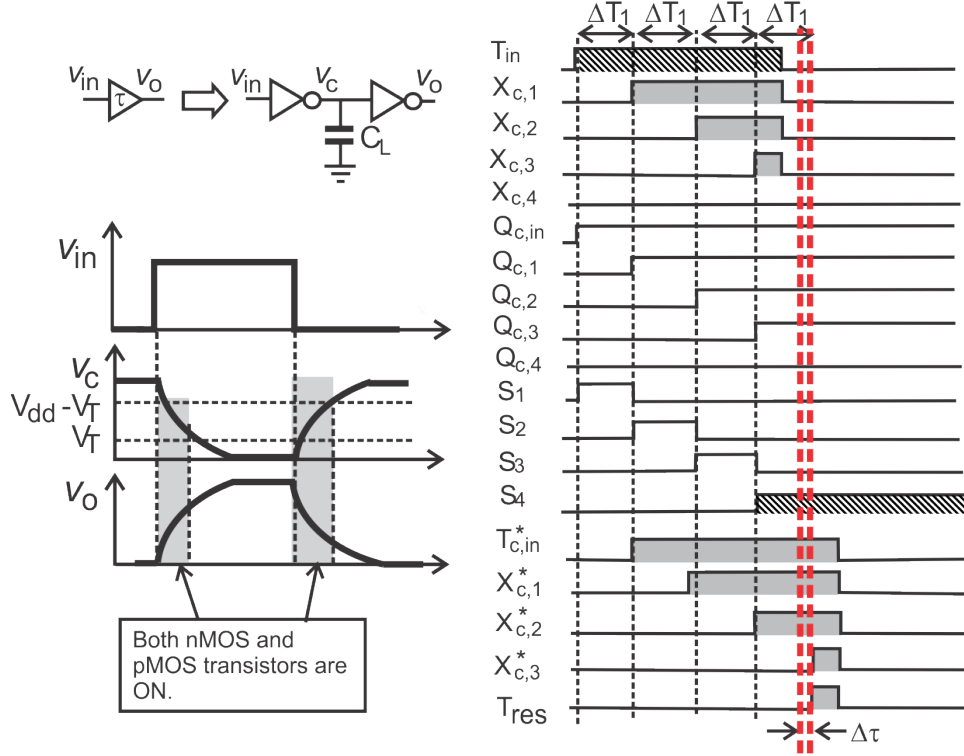 ΔT1 ΔT1 ΔT1 ΔT1
vin vo
τ
vin vc vo
CL
vin
vc
Vdd -VT
VT
vo
Both nMOS and
pMOS transistors are
ON.
Tin
Xc,1
Xc,2
Xc,3
Xc,4
Qc,in
Qc,1
Qc,2
Qc,3
Qc,4
S1
S2
S3
S4
T*c,in
X*c,1
X*c,2
X*c,3
Tres
Δτ